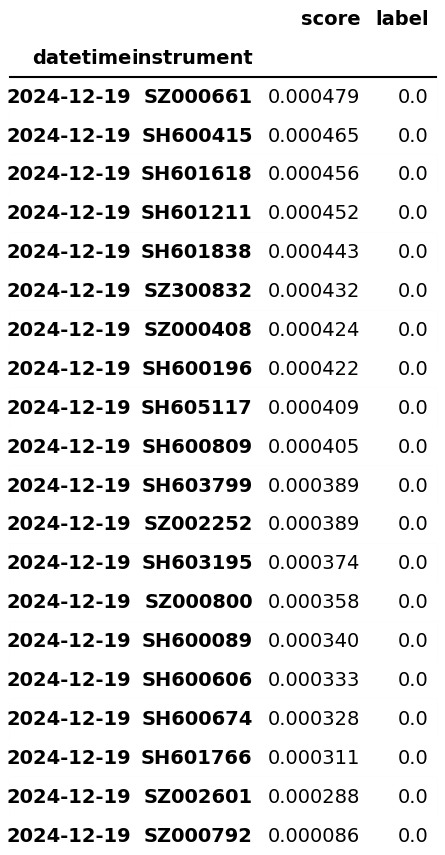 score label
datetime instrument
2024-12-19 SZ000661 0.000479 0.0
2024-12-19 SH600415 0.000465 0.0
2024-12-19 SH601618 0.000456 0.0
2024-12-19 SH601211 0.000452 0.0
2024-12-19 SH601838 0.000443 0.0
2024-12-19 SZ300832 0.000432 0.0
2024-12-19 SZ000408 0.000424 0.0
2024-12-19 SH600196 0.000422 0.0
2024-12-19 SH605117 0.000409 0.0
2024-12-19 SH600809 0.000405 0.0
2024-12-19 SH603799 0.000389 0.0
2024-12-19 SZ002252 0.000389 0.0
2024-12-19 SH603195 0.000374 0.0
2024-12-19 SZ000800 0.000358 0.0
2024-12-19 SH600089 0.000340 0.0
2024-12-19 SH600606 0.000333 0.0
2024-12-19 SH600674 0.000328 0.0
2024-12-19 SH601766 0.000311 0.0
2024-12-19 SZ002601 0.000288 0.0
2024-12-19 SZ000792 0.000086 0.0